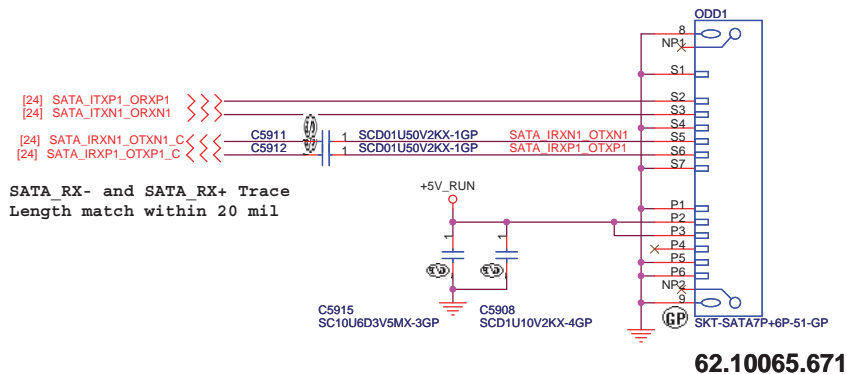 ODD1
8
NP1
S1
[24] SATA_ITXP1_ORXP1
S2
[24] SATA_ITXN1_ORXN1
S3
S4
[24] SATA_IRXN1_OTXN1_C C5911 1 SCD01U50V2KX-1GP SATA_IRXN1_OTXN1 S5
[24] SATA_IRXP1_OTXP1_C C5912 1 SCD01U50V2KX-1GP SATA_IRXP1_OTXP1 S6
S7
SATA_RX- and SATA_RX+ Trace
Length match within 20 mil
+5V_RUN
P1
P2
P3
1 1
P4
P5
P6
NP2
9
C5915
SC10U6D3V5MX-3GP
C5908
SCD1U10V2KX-4GP
GP
SKT-SATA7P+6P-51-GP
62.10065.671